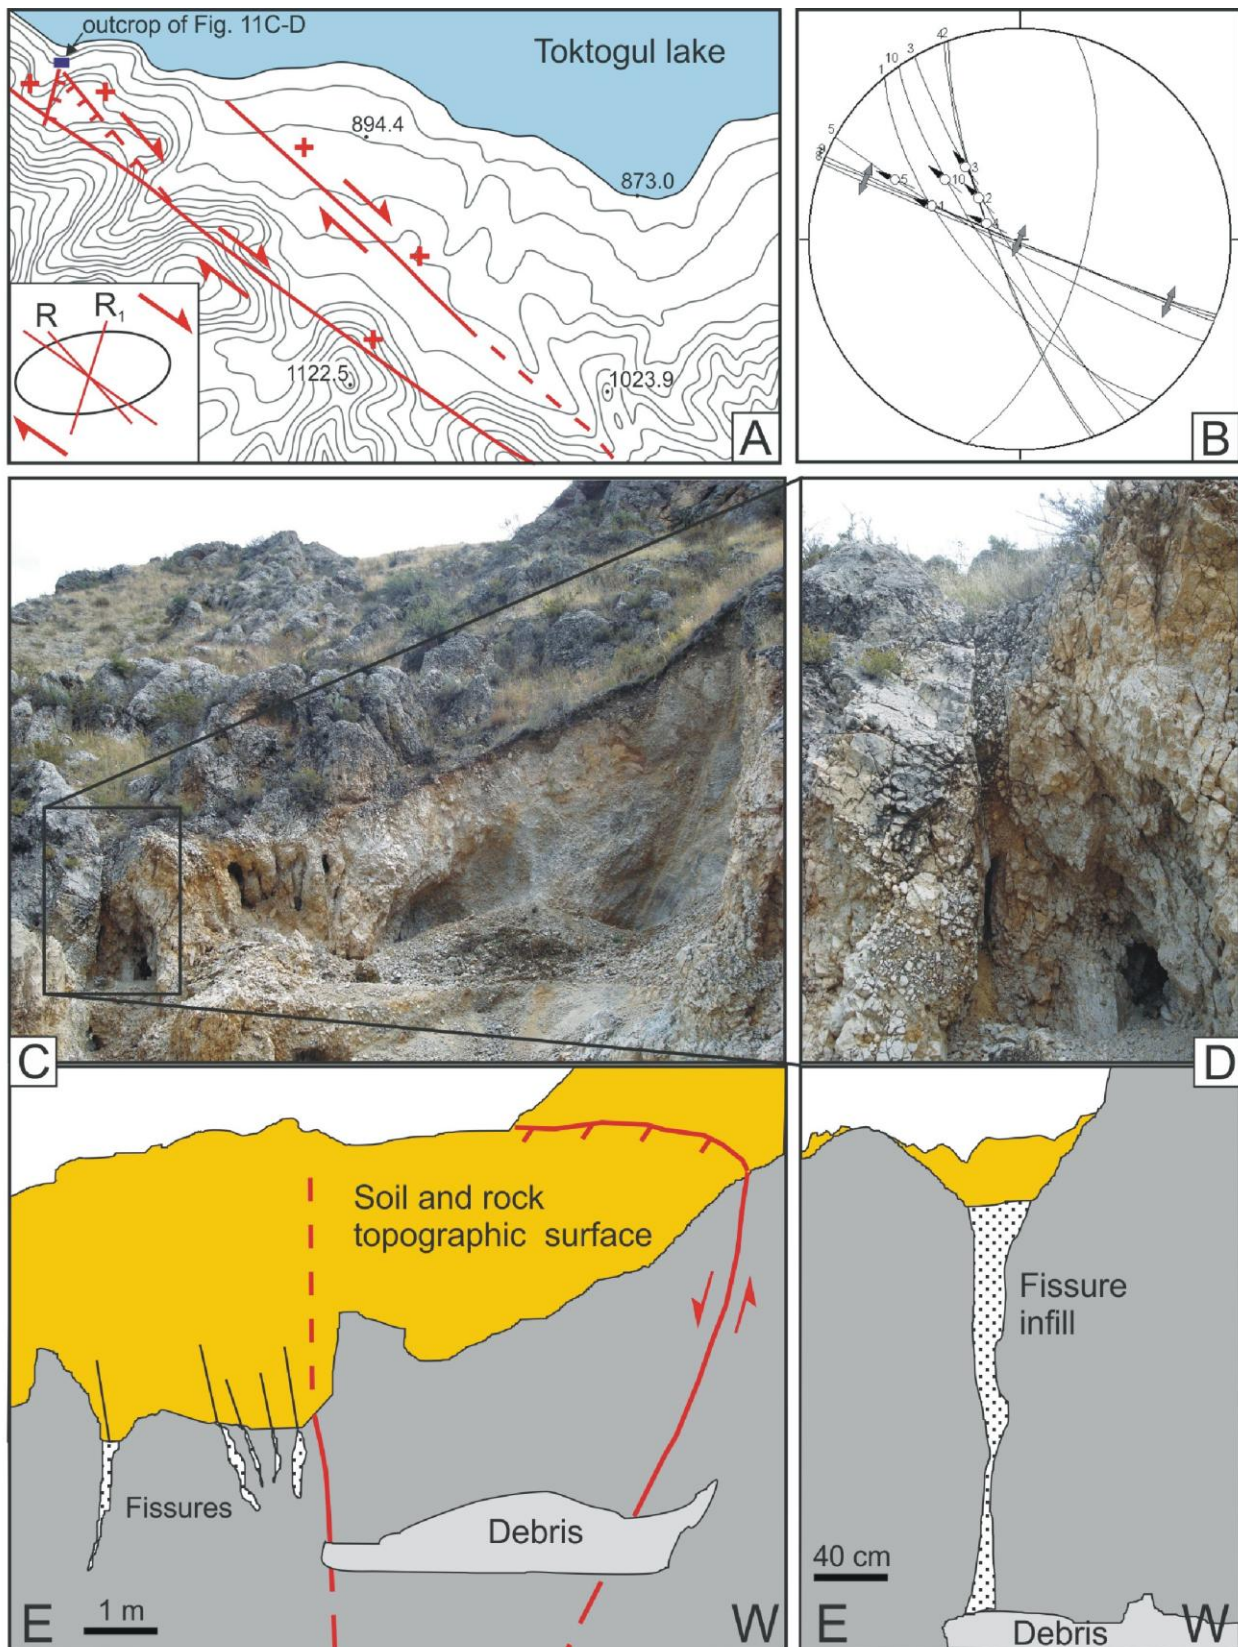 outcrop of Fig. 11C-D
Toktogul lake
894.4
873.0
1122.5
1023.9
R
R1
A
1
10
3
42
5
3
5
10
1
2
B
C
D
Soil and rock
topographic surface
Fissures
Debris
E
1 m
W
Fissure
infill
40 cm
E
Debris
W